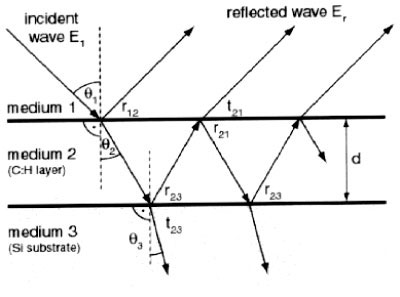 incident
wave E1
reflected wave Er
θ1
medium 1
r12
t21
r21
θ2
medium 2
(C:H layer)
d
r23
r23
medium 3
(Si substrate)
θ3
t23